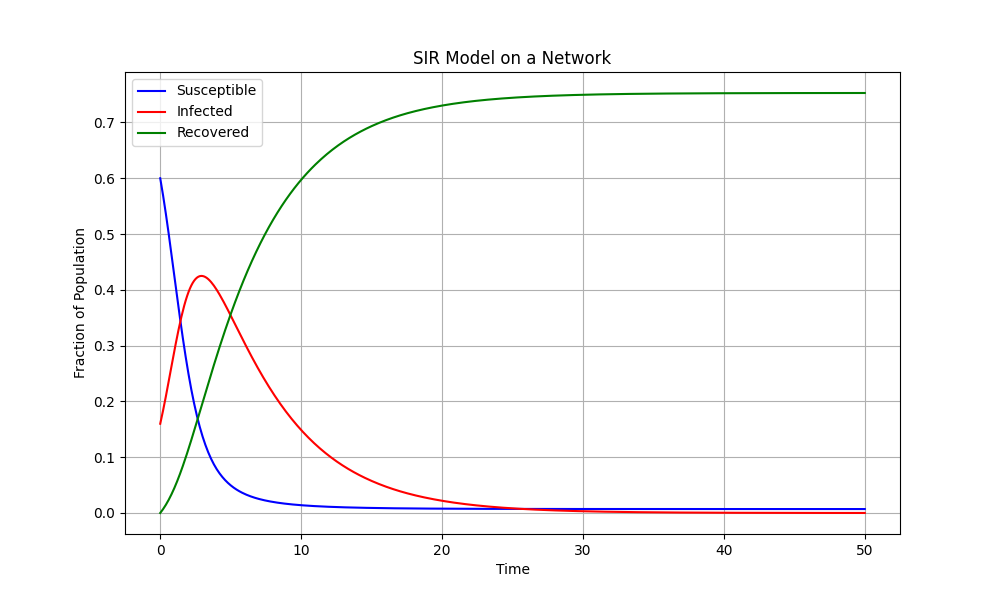 SIR Model on a Network
Susceptible
Infected
Recovered
Fraction of Population
0.7
0.6
0.5
0.4
0.3
0.2
0.1
0.0
0 10 20 30 40 50
Time